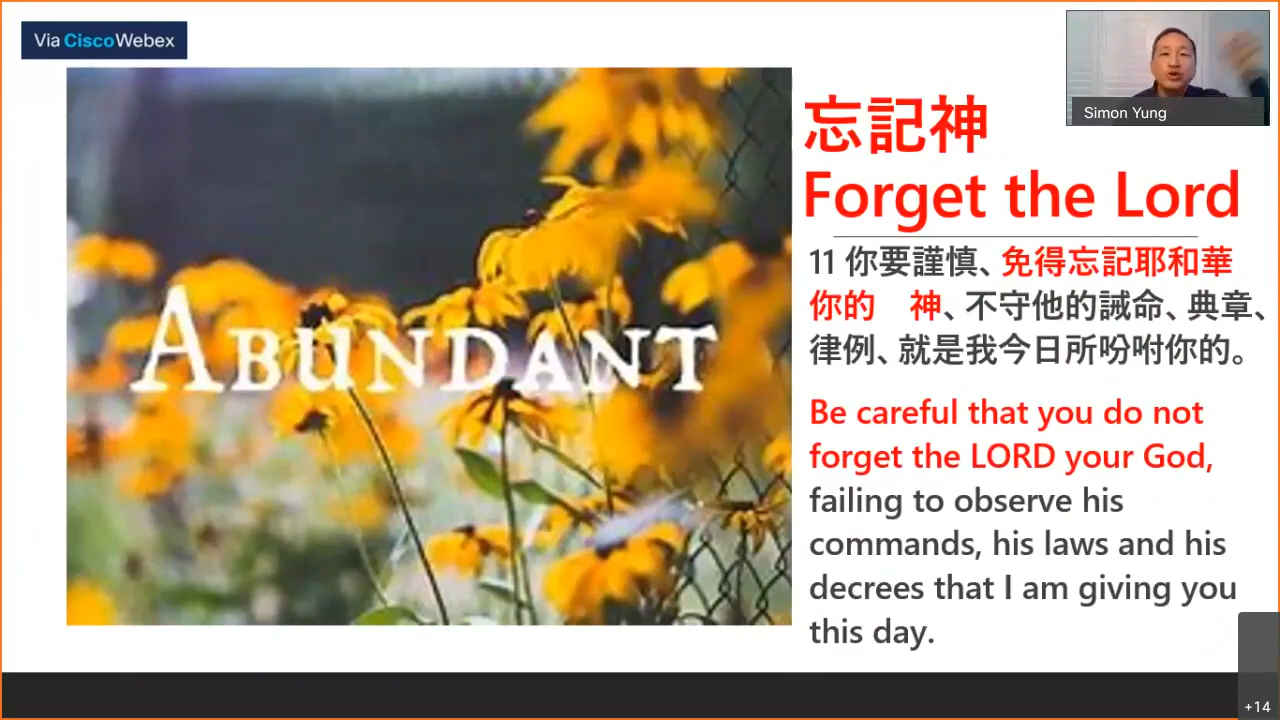 Via Cisco Webex
Simon Yung
ABUNDANT
忘記神
Forget the Lord
11 你要謹慎、免得忘記耶和華
你的　神、不守他的誡命、典章、
律例、就是我今日所吩咐你的。
Be careful that you do not
forget the LORD your God,
failing to observe his
commands, his laws and his
decrees that I am giving you
this day.
+14